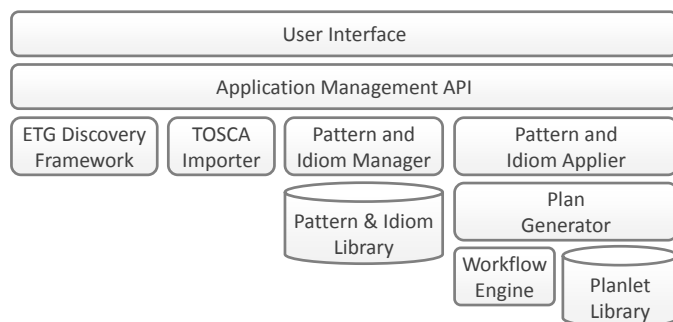 User Interface
Application Management API
ETG Discovery
Framework
TOSCA
Importer
Pattern and
Idiom Manager
Pattern and
Idiom Applier
Pattern & Idiom
Library
Plan
Generator
Workflow
Engine
Planlet
Library